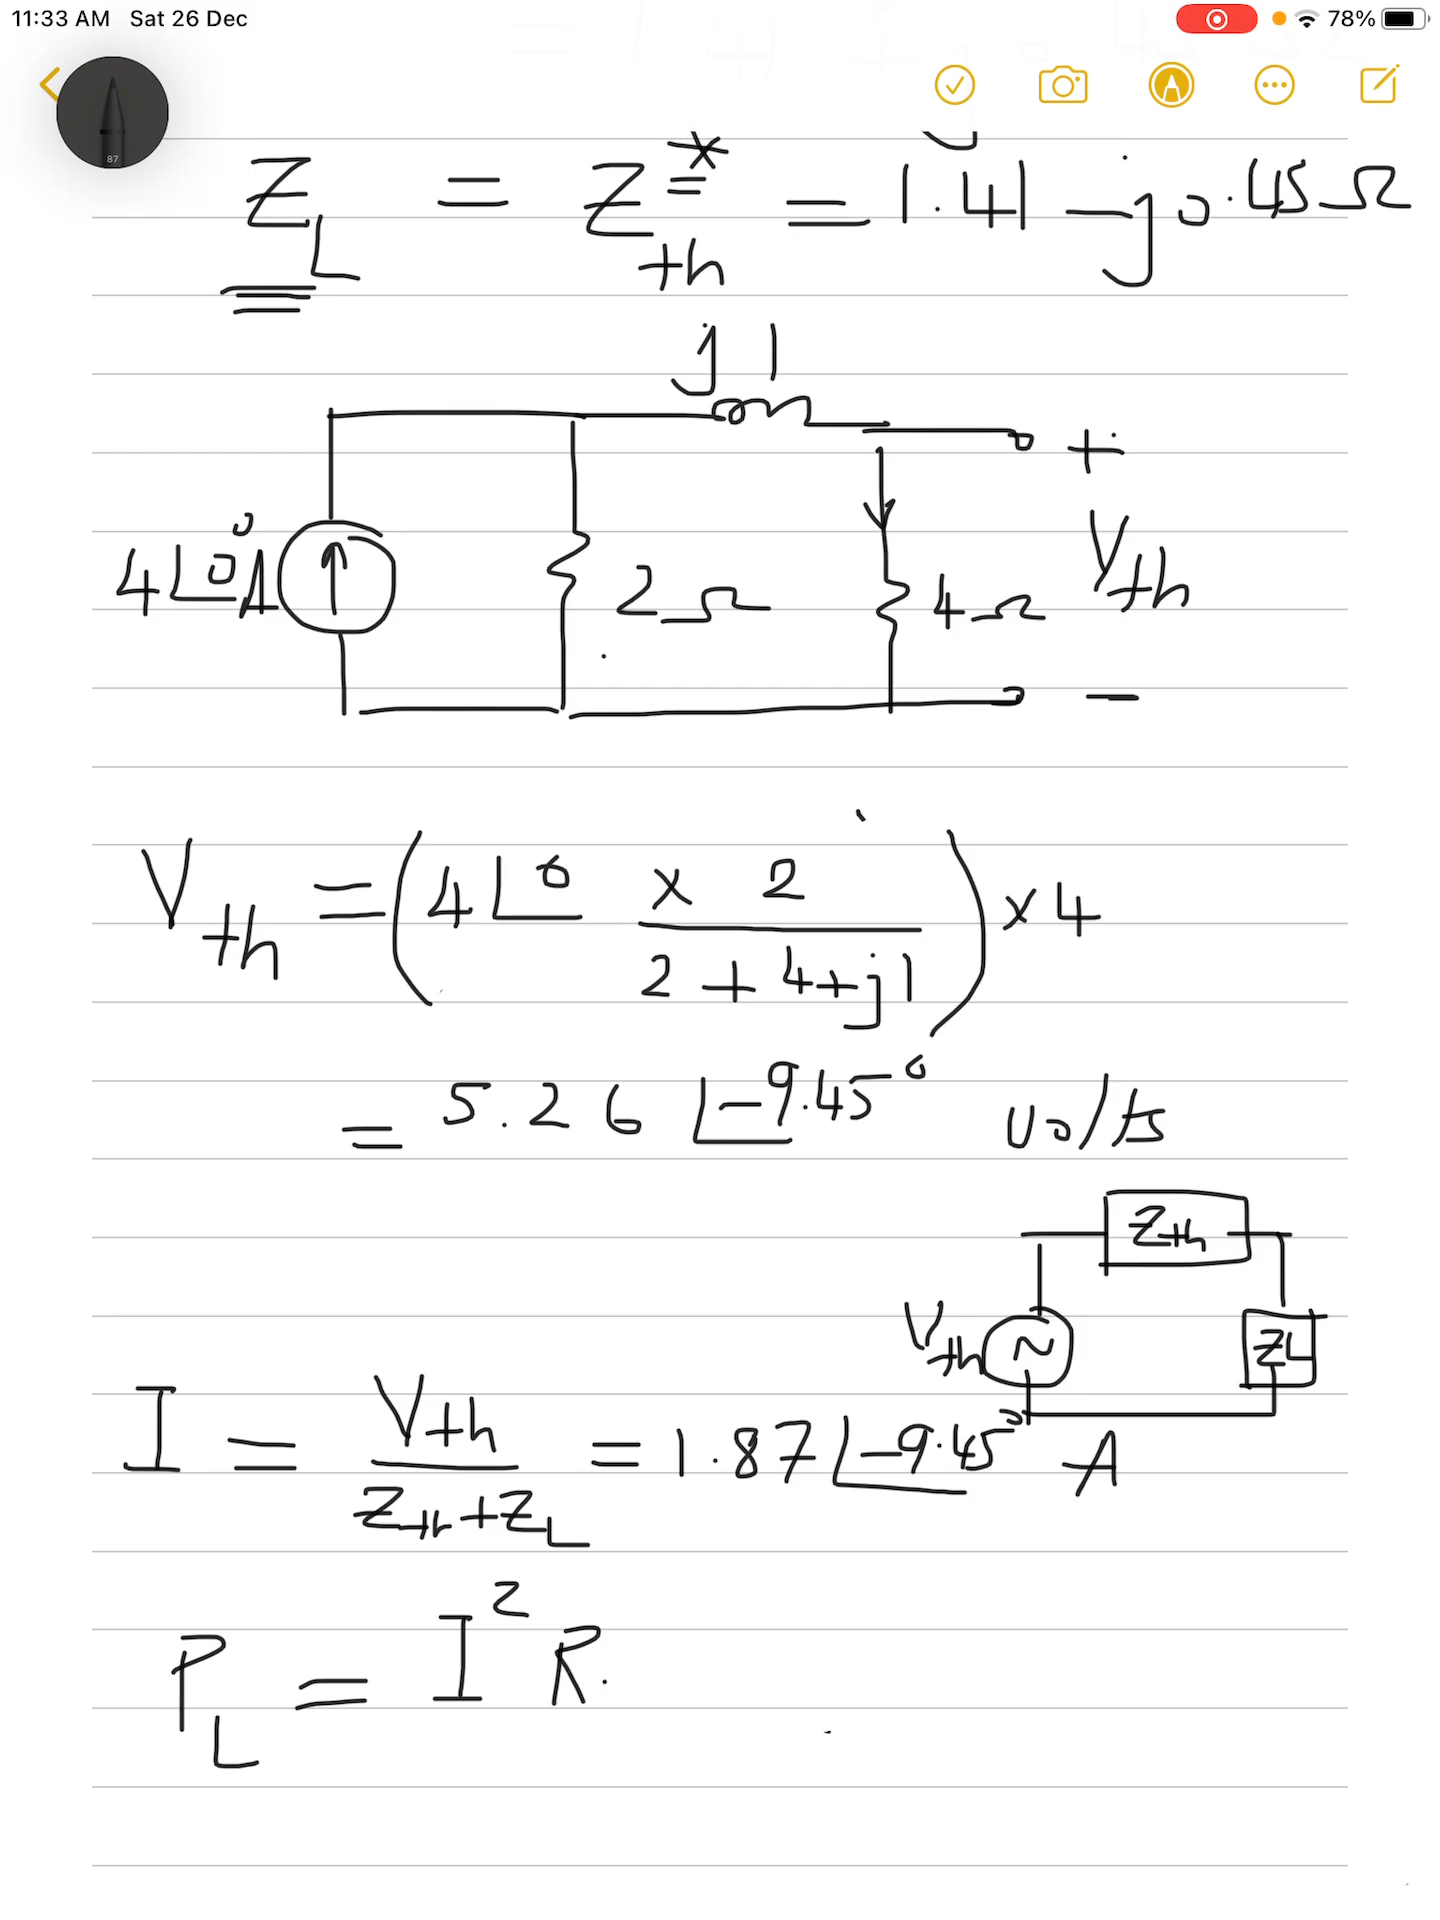 11:33 AM Sat 26 Dec 78%
87
Z_L = Z_th^* = 1.41 - j0.45 Ω
j1
+
4∠0° A 2Ω 4Ω V_th
-
V_th = (4∠0 × 2 / (2 + 4 + j1)) × 4
= 5.26 ∠-9.45° volts
Z_th
V_th ZL
I = V_th / (Z_th + Z_L) = 1.87 ∠-9.45° A
P_L = I² R.